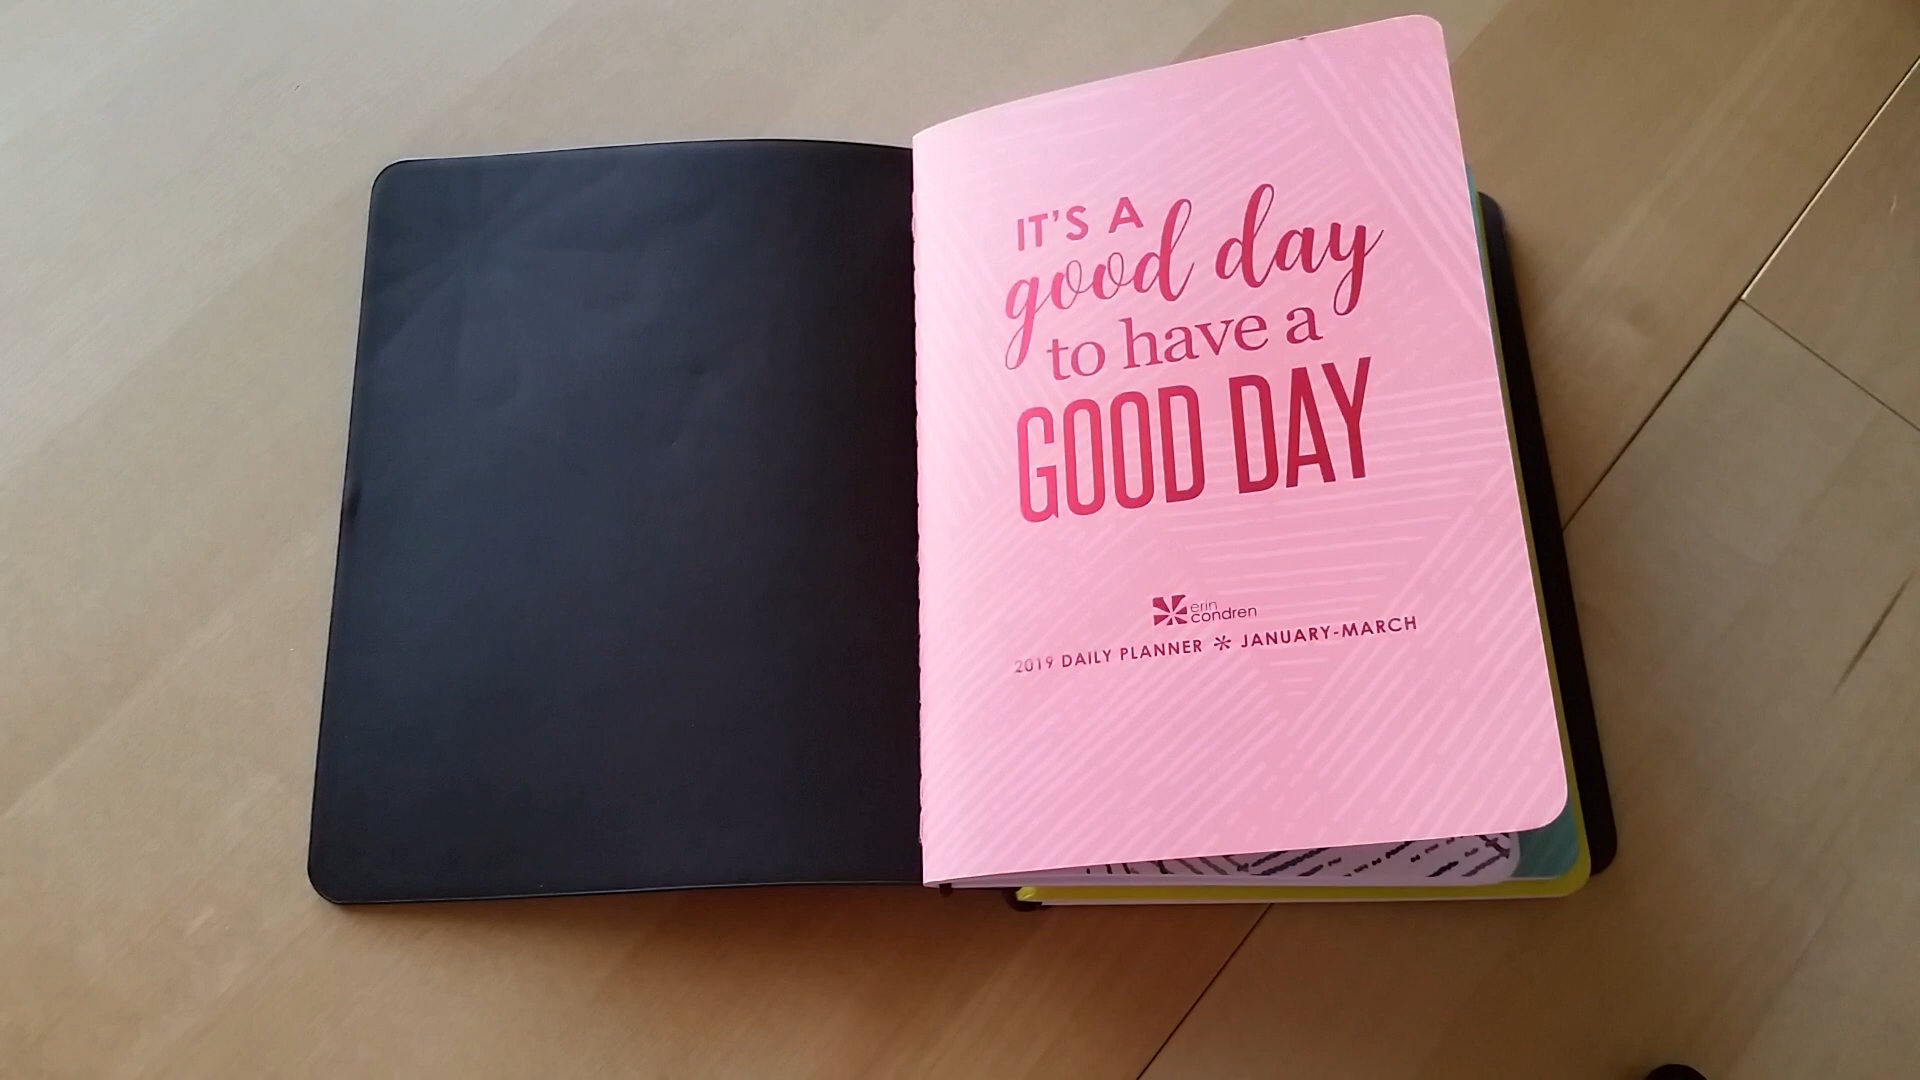 IT'S A
good day
to have a
GOOD DAY
erin
condren
2019 DAILY PLANNER * JANUARY-MARCH